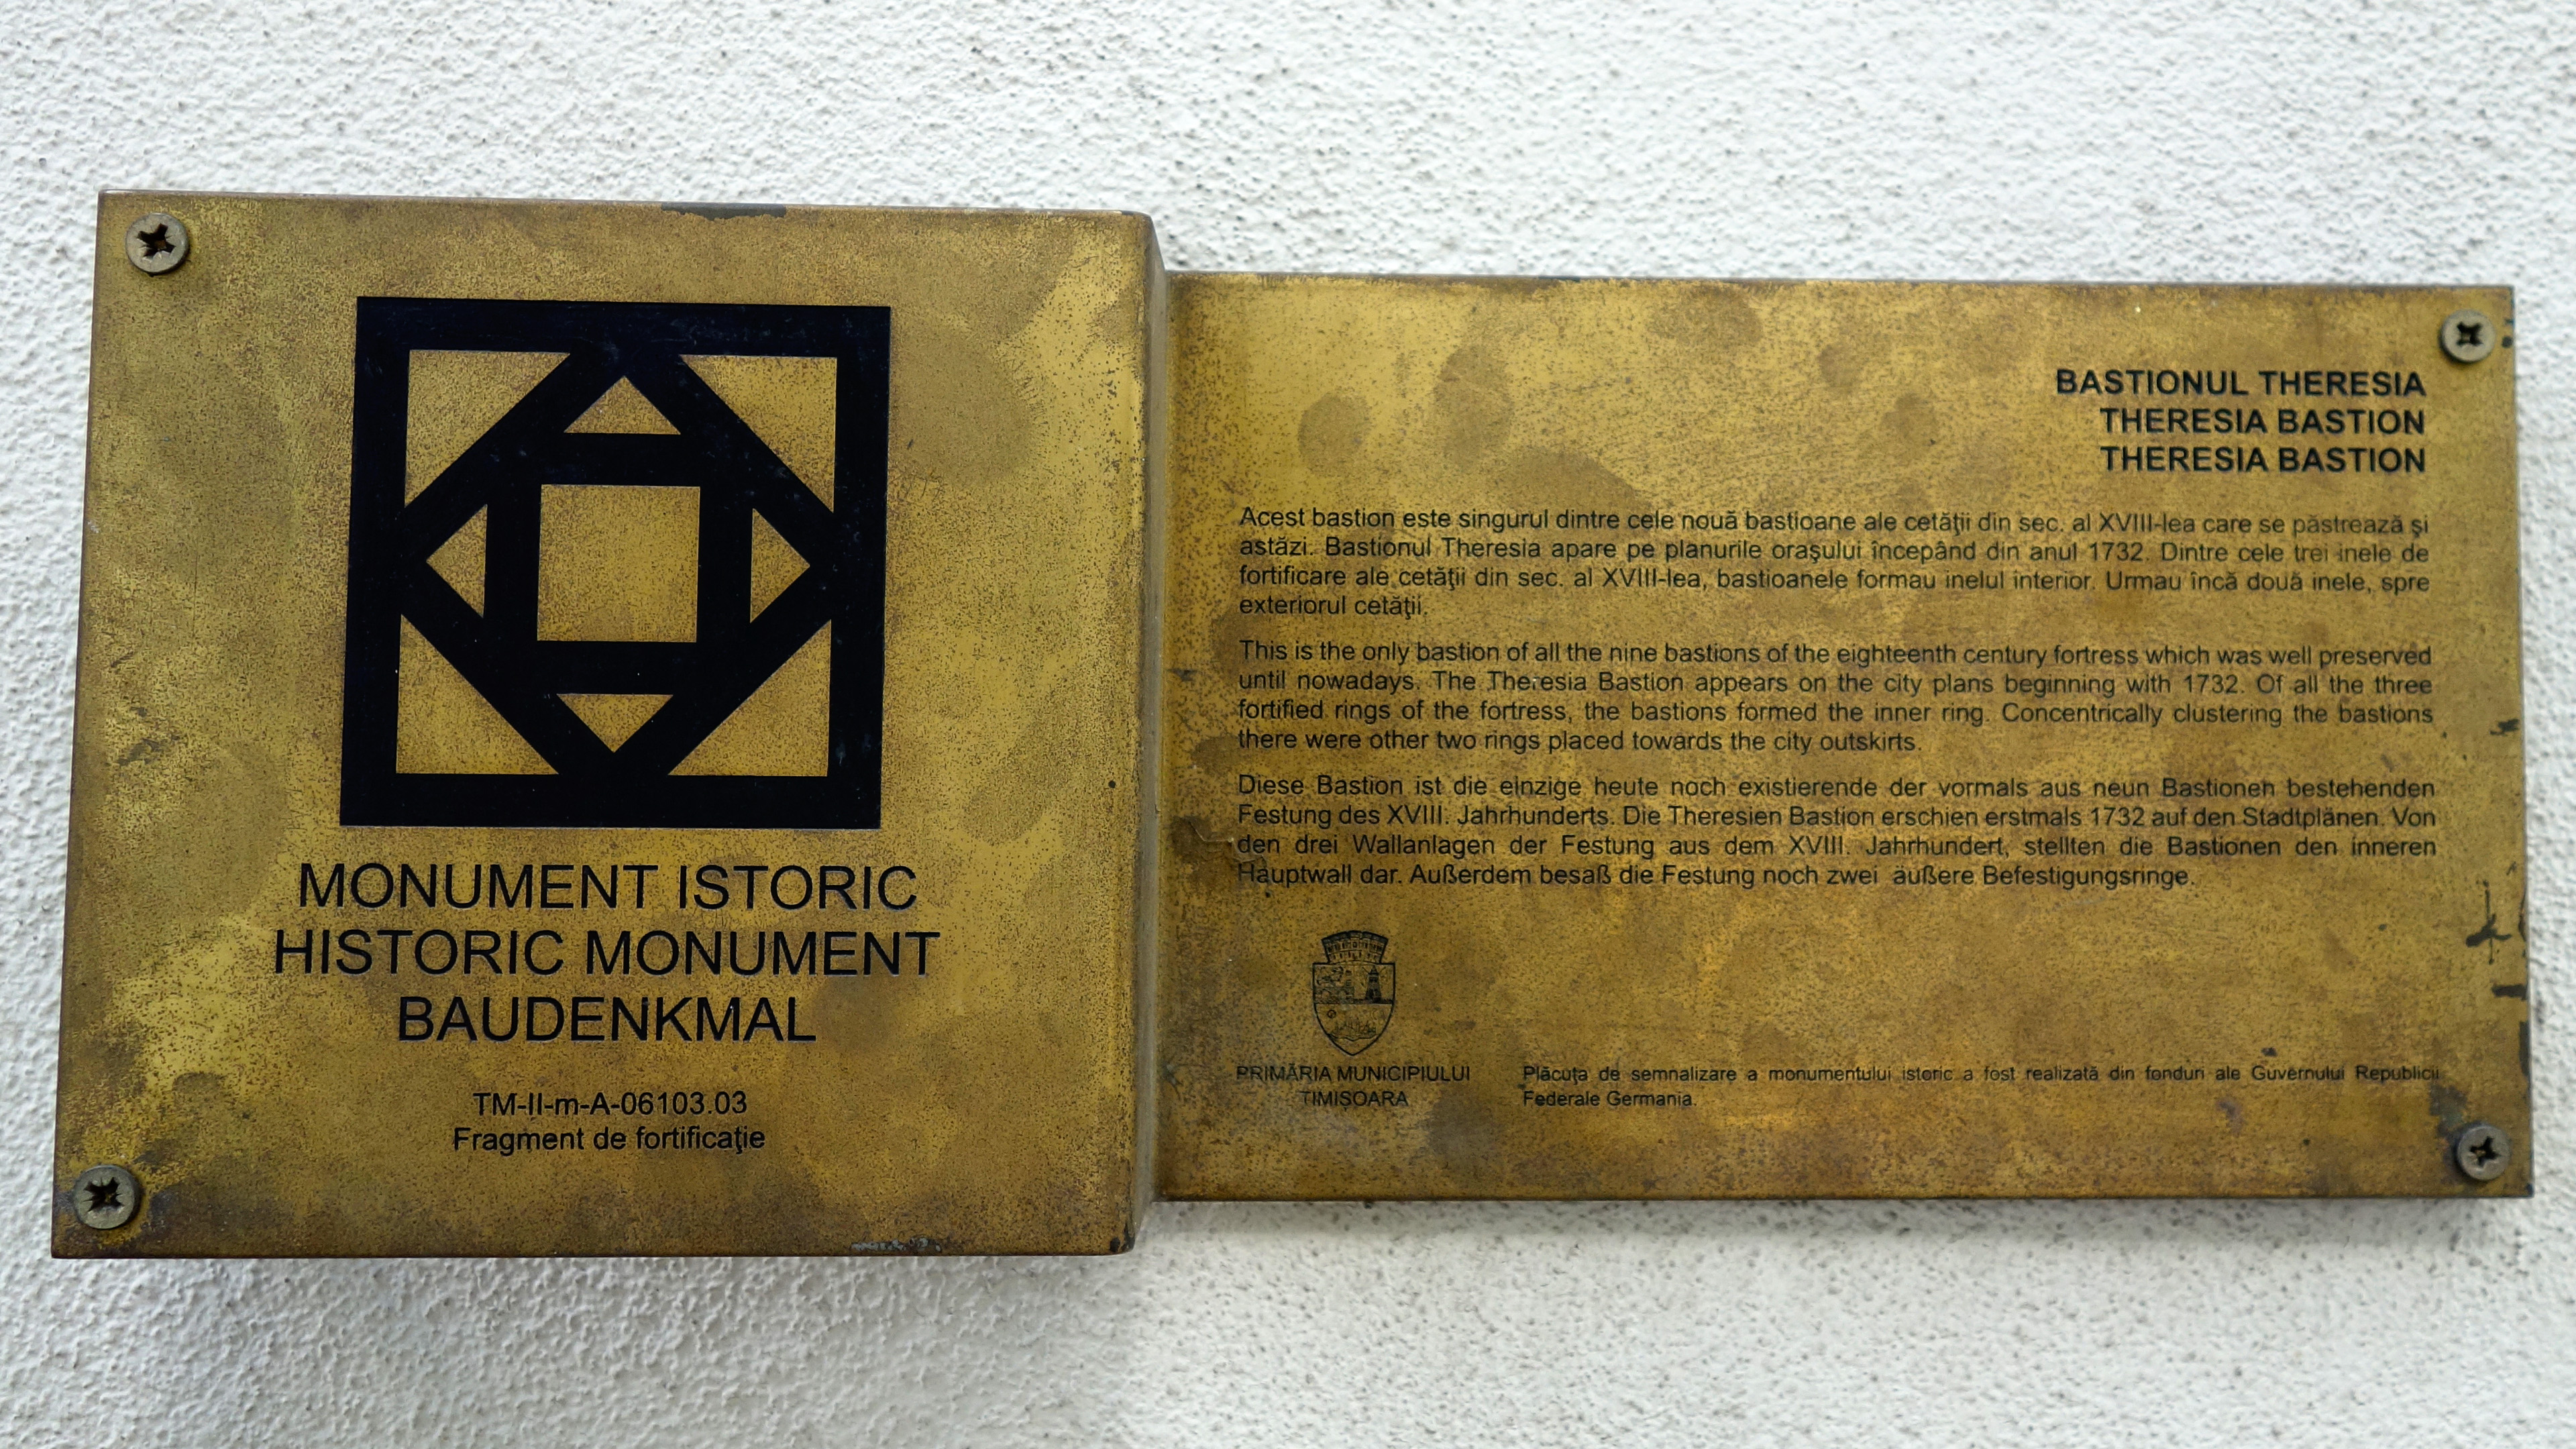 MONUMENT ISTORIC
HISTORIC MONUMENT
BAUDENKMAL
TM-II-m-A-06103.03
Fragment de fortificaţie
BASTIONUL THERESIA
THERESIA BASTION
THERESIA BASTION
Acest bastion este singurul dintre cele nouă bastioane ale cetăţii din sec. al XVIII-lea care se păstrează şi
astăzi. Bastionul Theresia apare pe planurile oraşului începând din anul 1732. Dintre cele trei inele de
fortificare ale cetăţii din sec. al XVIII-lea, bastioanele formau inelul interior. Urmau încă două inele, spre
exteriorul cetăţii.
This is the only bastion of all the nine bastions of the eighteenth century fortress which was well preserved
until nowadays. The Theresia Bastion appears on the city plans beginning with 1732. Of all the three
fortified rings of the fortress, the bastions formed the inner ring. Concentrically clustering the bastions
there were other two rings placed towards the city outskirts.
Diese Bastion ist die einzige heute noch existierende der vormals aus neun Bastionen bestehenden
Festung des XVIII. Jahrhunderts. Die Theresien Bastion erschien erstmals 1732 auf den Stadtplänen. Von
den drei Wallanlagen der Festung aus dem XVIII. Jahrhundert, stellten die Bastionen den inneren
Hauptwall dar. Außerdem besaß die Festung noch zwei äußere Befestigungsringe.
PRIMĂRIA MUNICIPIULUI
TIMIŞOARA
Plăcuţa de semnalizare a monumentului istoric a fost realizată din fonduri ale Guvernului Republicii
Federale Germania.